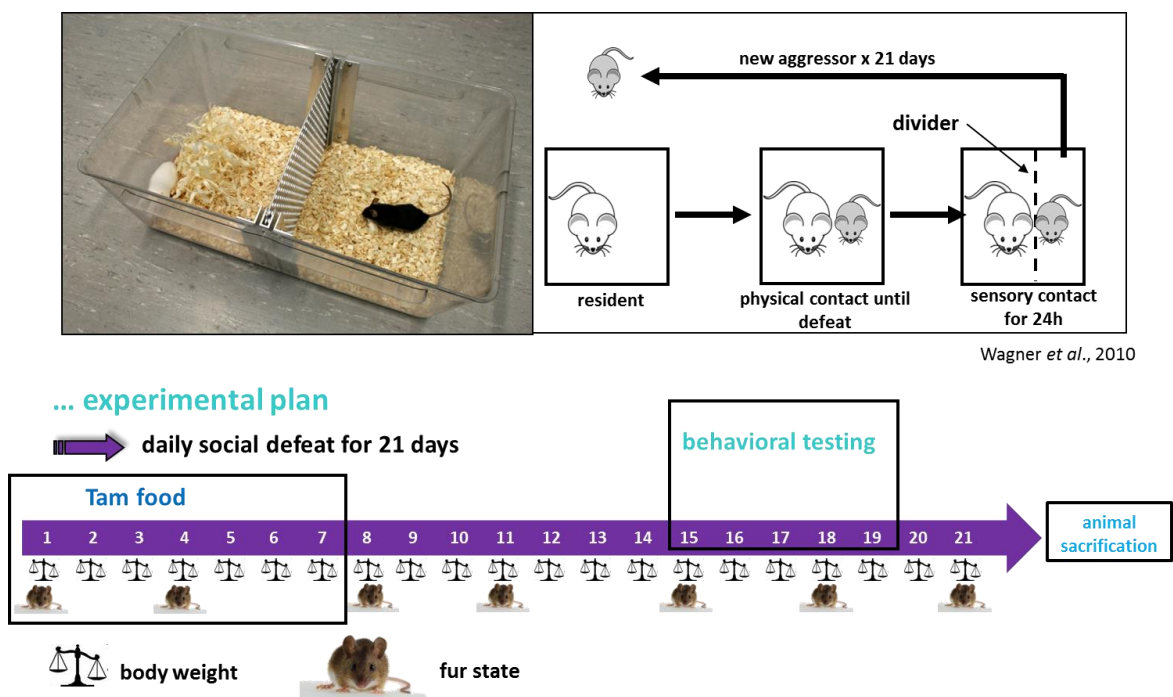 new aggressor x 21 days
divider
resident
physical contact until
defeat
sensory contact
for 24h
Wagner et al., 2010
... experimental plan
daily social defeat for 21 days
behavioral testing
Tam food
1 2 3 4 5 6 7 8 9 10 11 12 13 14 15 16 17 18 19 20 21
animal
sacrification
body weight
fur state